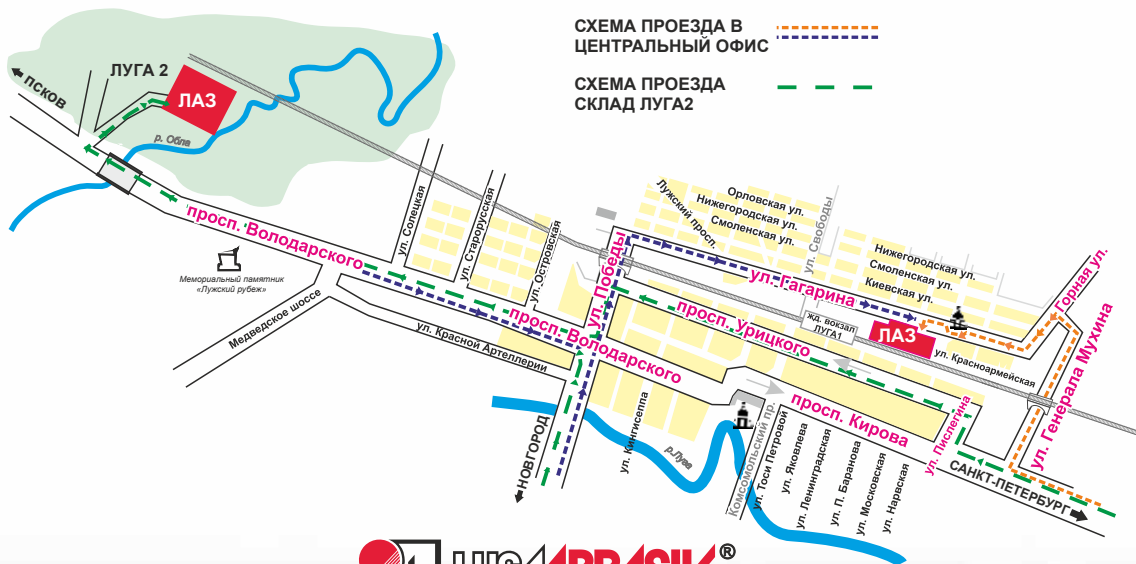 СХЕМА ПРОЕЗДА В
ЦЕНТРАЛЬНЫЙ ОФИС
СХЕМА ПРОЕЗДА
СКЛАД ЛУГА2
ПСКОВ
ЛУГА 2
ЛАЗ
р. Обла
просп. Володарского
Мемориальный памятник
«Лужский рубеж»
Медведское шоссе
ул. Солецкая
ул. Старорусская
ул. Островская
ул. Победы
Лужский просп.
Орловская ул.
Нижегородская ул.
Смоленская ул.
ул. Свободы
Нижегородская ул.
Смоленская ул.
Киевская ул.
ул. Гагарина
Горная ул.
просп. Урицкого
жд. вокзал
ЛУГА1
ЛАЗ
ул. Красноармейская
ул. Генерала Мухина
просп. Володарского
ул. Красной Артеллерии
просп. Кирова
ул. Пислегина
САНКТ-ПЕТЕРБУРГ
НОВГОРОД
ул. Кингисеппа
р.Луга
Комсомольский пр.
ул. Тоси Петровой
ул. Яковлева
ул. Ленинградская
ул. П. Баранова
ул. Московская
ул. Нарвская
®